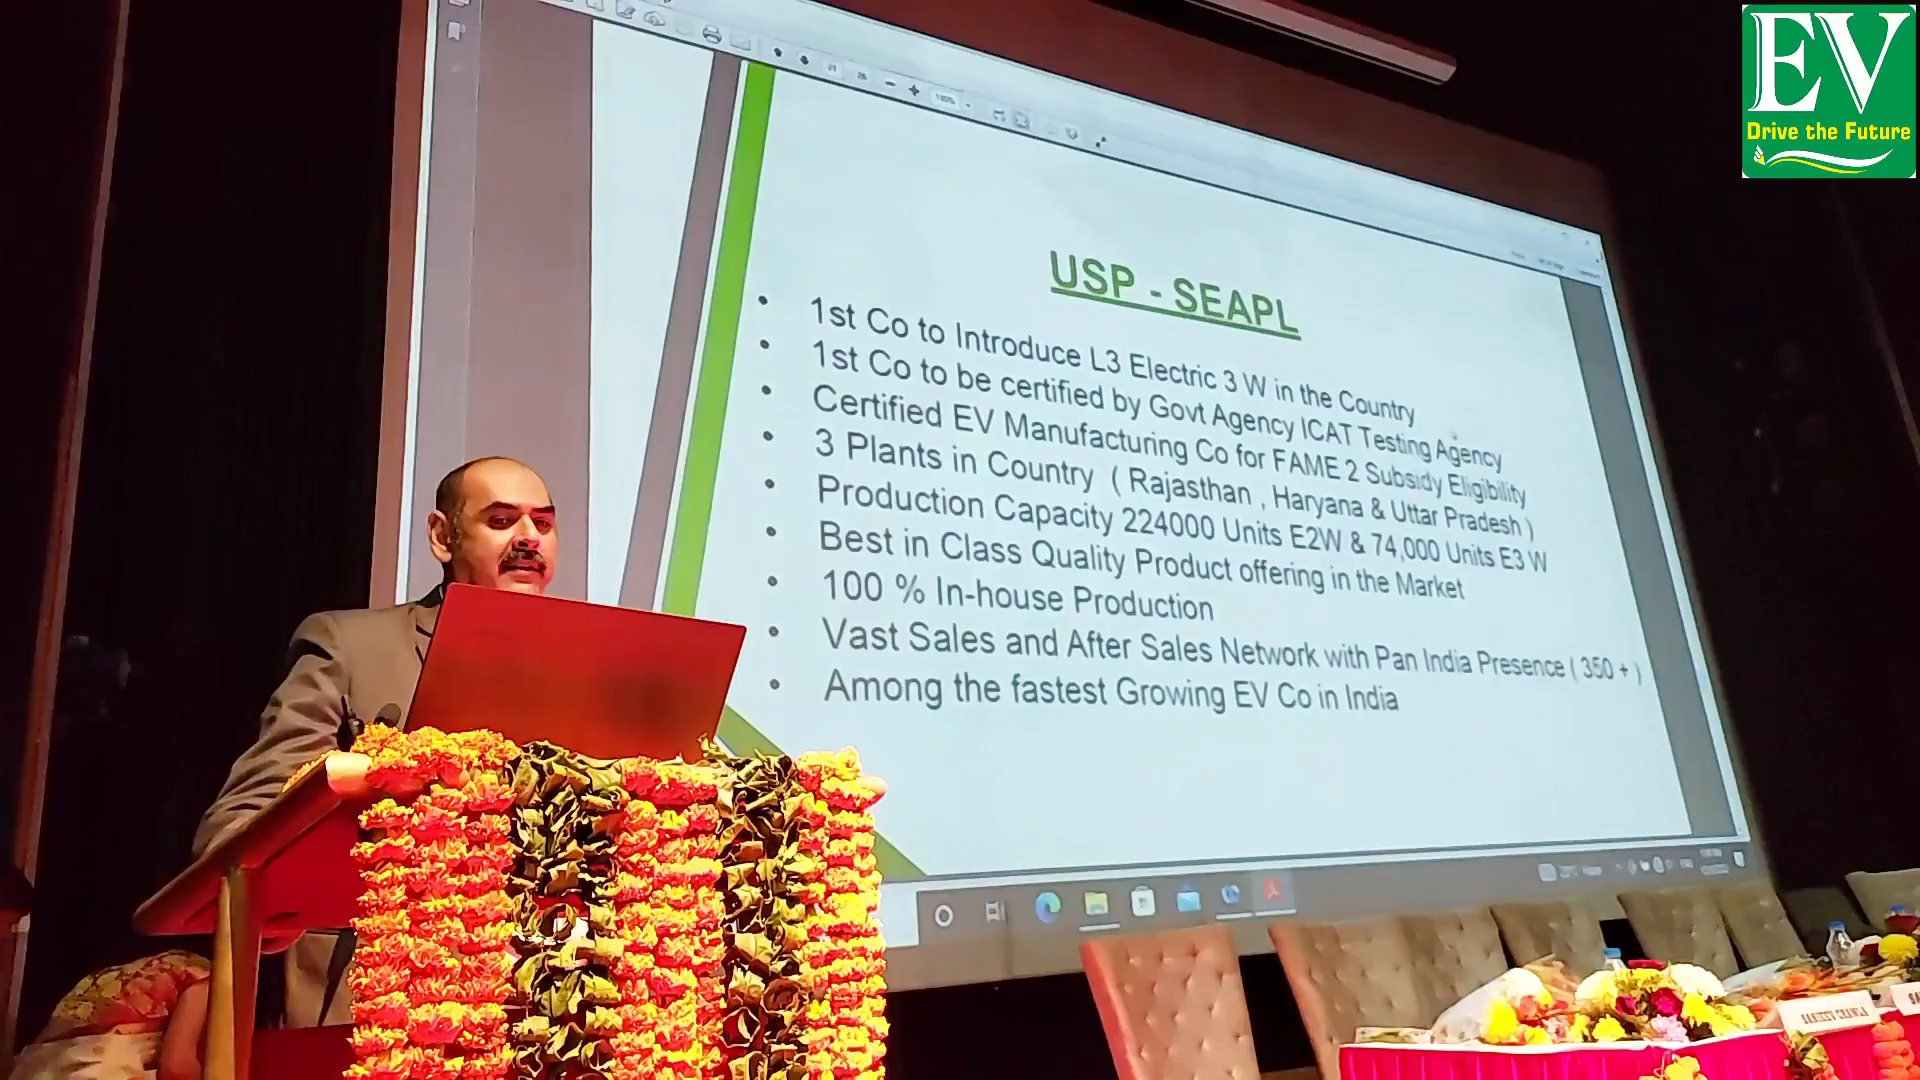 EV
Drive the Future
USP - SEAPL
1st Co to Introduce L3 Electric 3 W in the Country
1st Co to be certified by Govt Agency ICAT Testing Agency
Certified EV Manufacturing Co for FAME 2 Subsidy Eligibility
3 Plants in Country ( Rajasthan , Haryana & Uttar Pradesh )
Production Capacity 224000 Units E2W & 74,000 Units E3 W
Best in Class Quality Product offering in the Market
100 % In-house Production
Vast Sales and After Sales Network with Pan India Presence ( 350 + )
Among the fastest Growing EV Co in India
SANJEEV CHAWLA